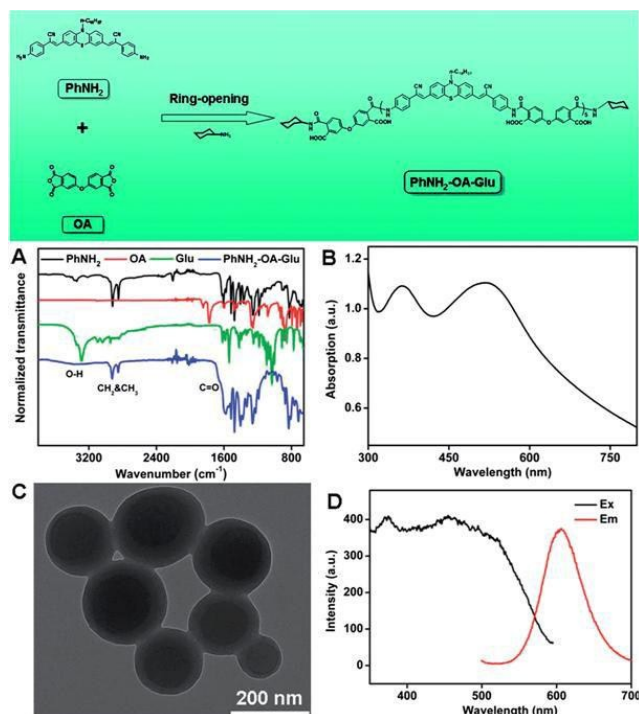 PhNH₂
+
OA
Ring-opening
PhNH₂-OA-Glu
A
PhNH₂ OA Glu PhNH₂-OA-Glu
Normalized transmittance
O-H
CH₂&CH₃
C=O
3200 2400 1600 800
Wavenumber (cm⁻¹)
B
Absorption (a.u.)
1.2
1.0
0.8
0.6
300 450 600 750
Wavelength (nm)
C
200 nm
D
Ex
Em
Intensity (a.u.)
400
300
200
100
0
400 500 600 700
Wavelength (nm)